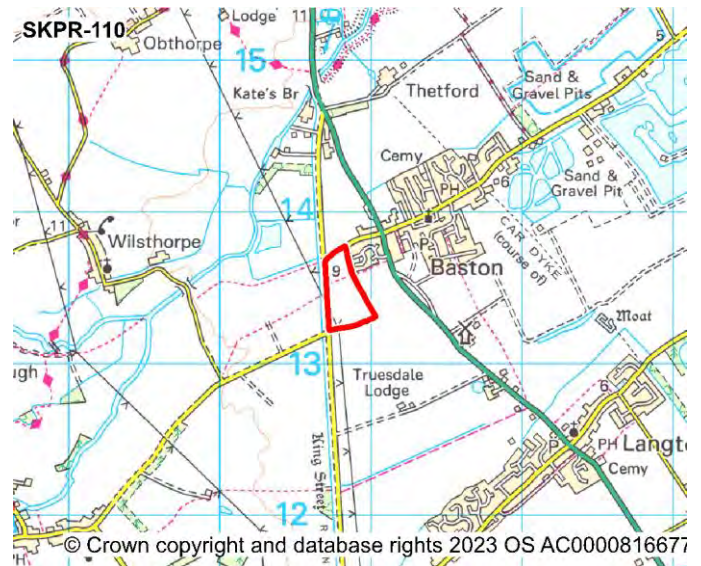 SKPR-110
Lodge
11
Obthorpe
5
15
Kate's Br
Thetford
Sand &
Gravel Pits
Cemy
Sand &
Gravel Pit
14
PH
6
11
Wilsthorpe
CAR DYKE
(course of)
9
P
Baston
Moat
13
Truesdale
Lodge
6
ugh
King Street
P
PH
Langt
Cemy
12
PH
© Crown copyright and database rights 2023 OS AC0000816677